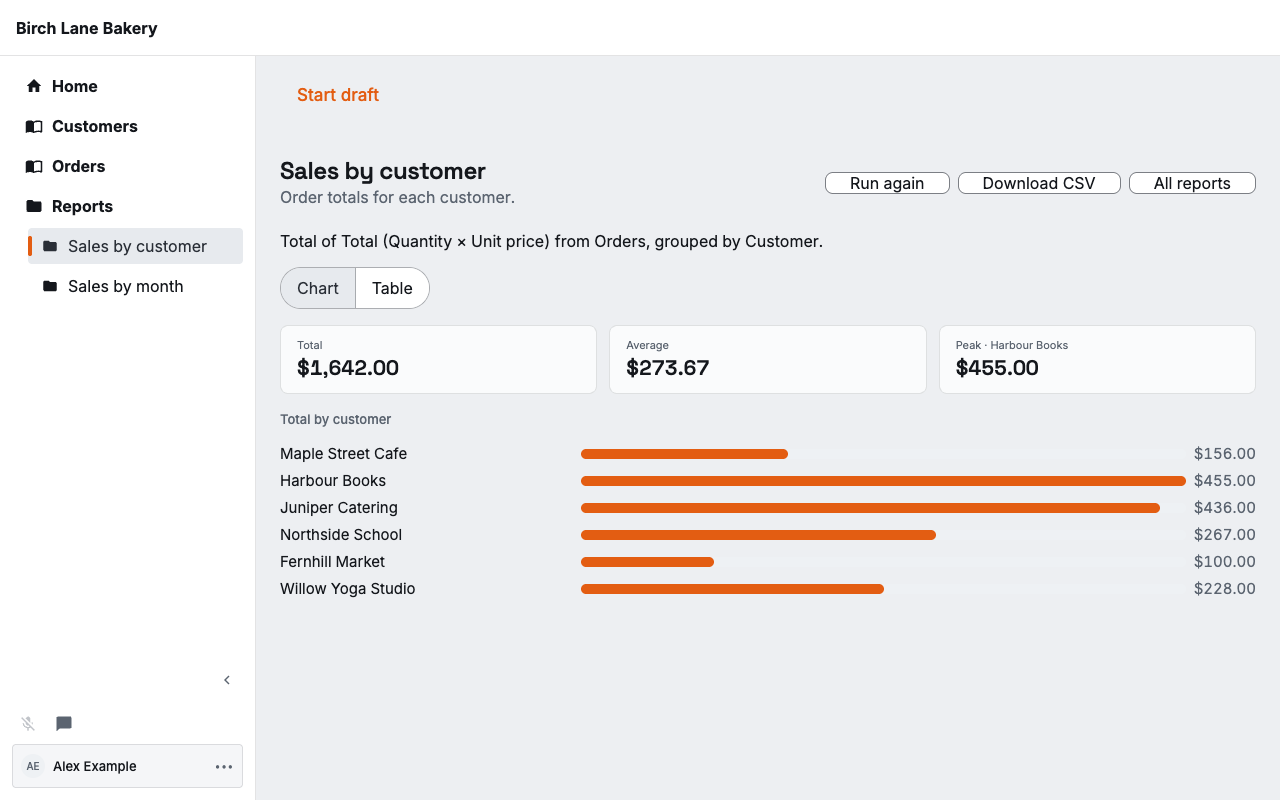 Birch Lane Bakery
Home
Customers
Orders
Reports
Sales by customer
Sales by month
AE
Alex Example
Start draft
Sales by customer
Order totals for each customer.
Run again
Download CSV
All reports
Total of Total (Quantity × Unit price) from Orders, grouped by Customer.
Chart
Table
Total
$1,642.00
Average
$273.67
Peak · Harbour Books
$455.00
Total by customer
Maple Street Cafe $156.00
Harbour Books $455.00
Juniper Catering $436.00
Northside School $267.00
Fernhill Market $100.00
Willow Yoga Studio $228.00